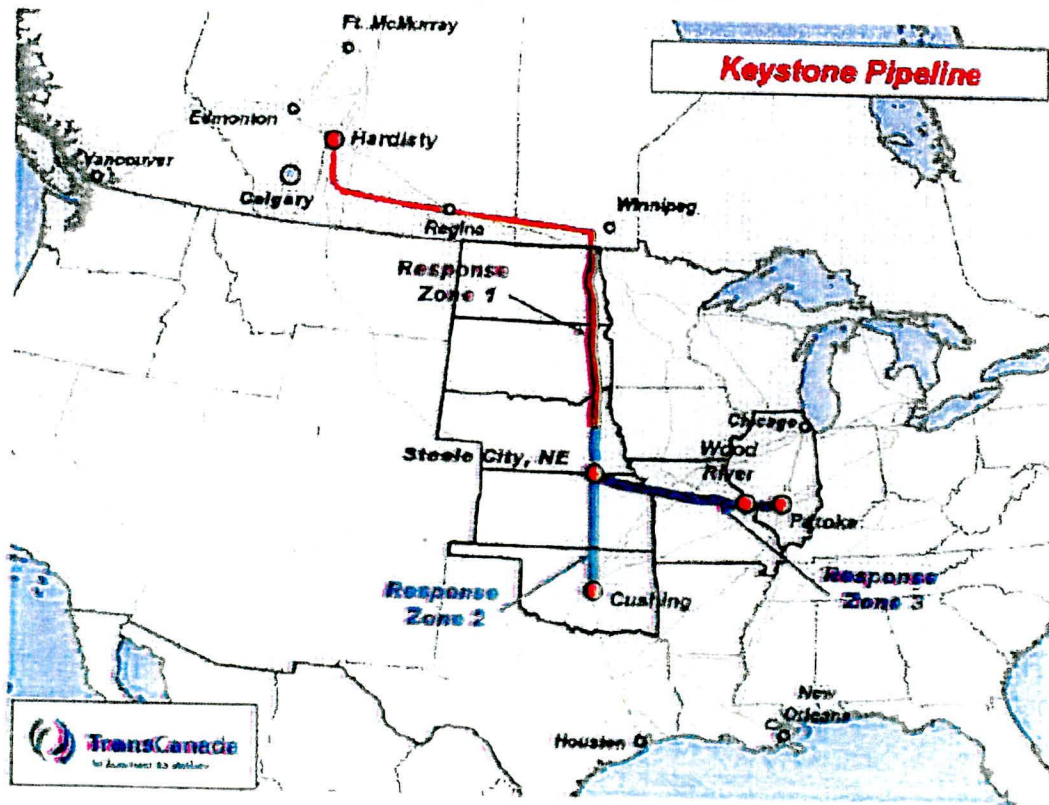 Ft. McMurray
Keystone Pipeline
Edmonton
Hardisty
Vancouver
Calgary
Winnipeg
Regina
Response
Zone 1
Chicago
Steele City, NE
Wood
River
Patoka
Response
Zone 3
Response
Zone 2
Cushing
New
Orleans
Houston
TransCanada